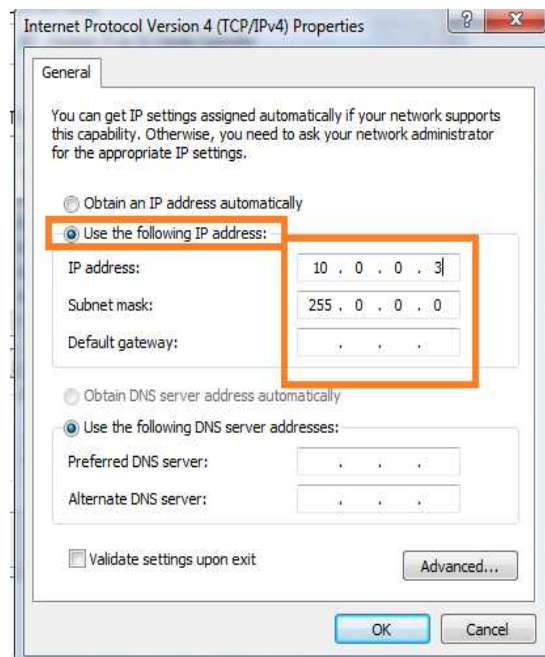 Internet Protocol Version 4 (TCP/IPv4) Properties
General
You can get IP settings assigned automatically if your network supports
this capability. Otherwise, you need to ask your network administrator
for the appropriate IP settings.
Obtain an IP address automatically
Use the following IP address:
IP address: 10 . 0 . 0 . 3
Subnet mask: 255 . 0 . 0 . 0
Default gateway: . . .
Obtain DNS server address automatically
Use the following DNS server addresses:
Preferred DNS server: . . .
Alternate DNS server: . . .
Validate settings upon exit
Advanced...
OK Cancel